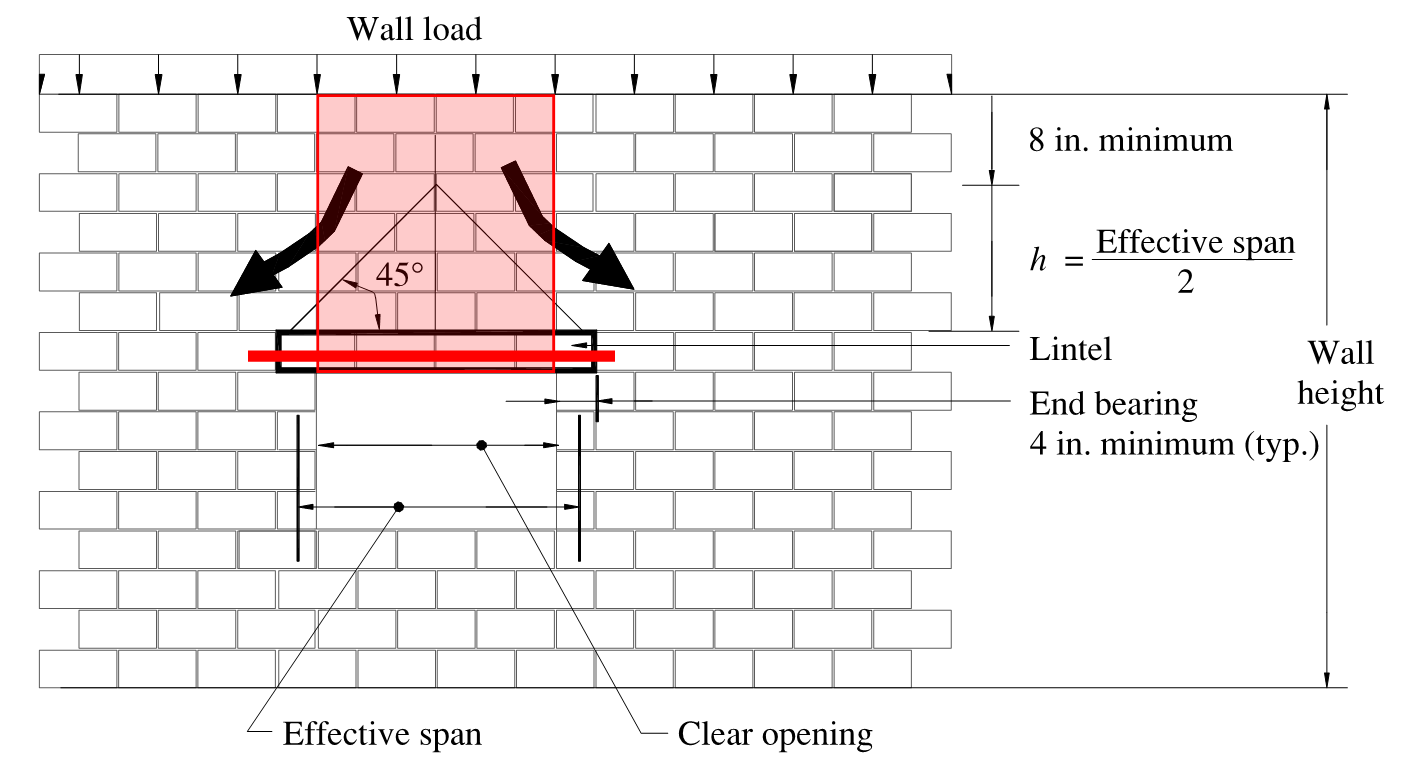 Wall load
8 in. minimum
45°
h = Effective span
2
Lintel
Wall
height
End bearing
4 in. minimum (typ.)
Effective span
Clear opening